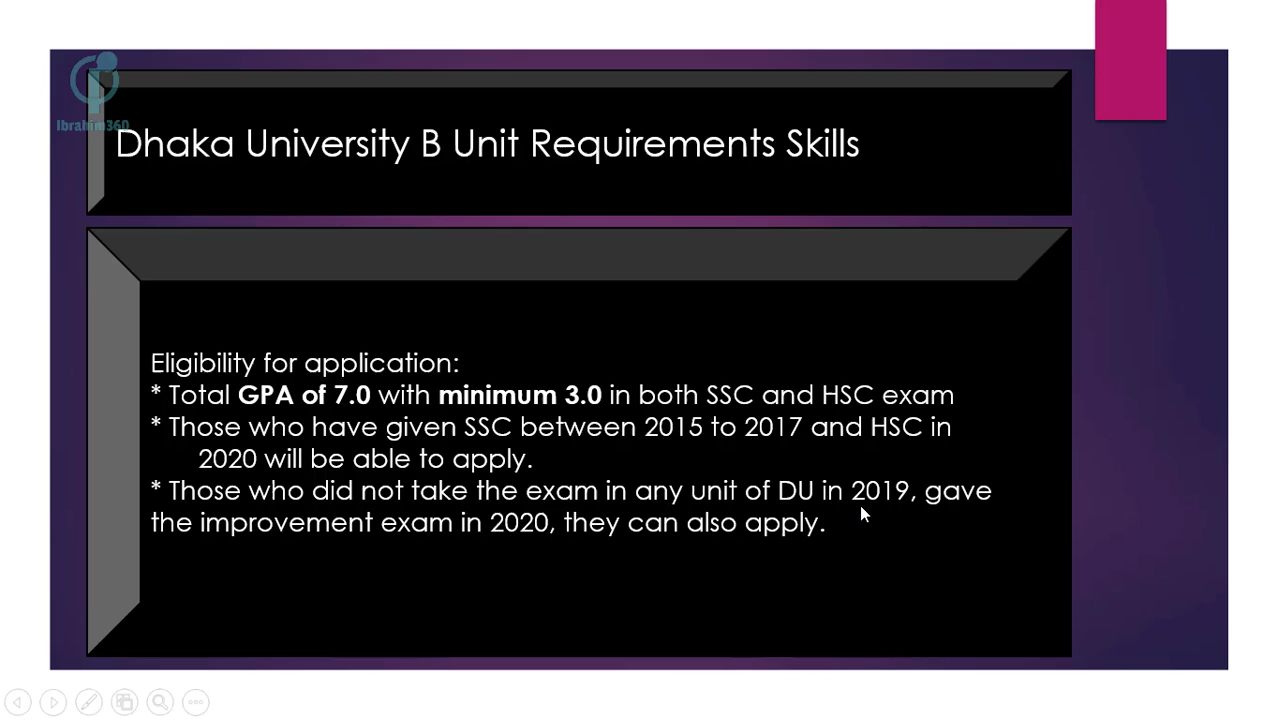 Ibrahim360
Dhaka University B Unit Requirements Skills
Eligibility for application:
* Total GPA of 7.0 with minimum 3.0 in both SSC and HSC exam
* Those who have given SSC between 2015 to 2017 and HSC in
2020 will be able to apply.
* Those who did not take the exam in any unit of DU in 2019, gave
the improvement exam in 2020, they can also apply.